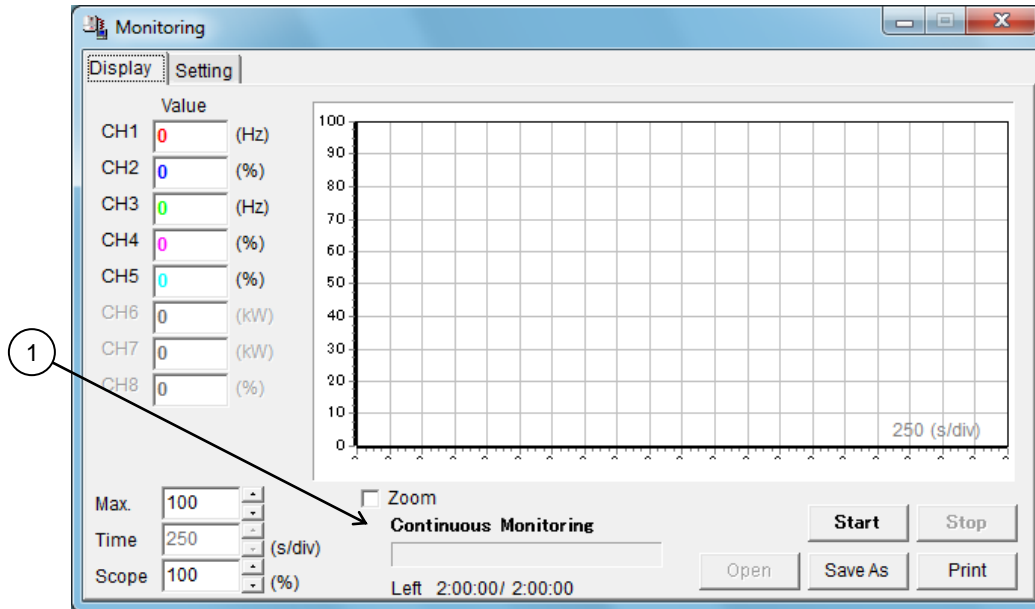 Monitoring
Display Setting
Value
CH1 0 (Hz)
CH2 0 (%)
CH3 0 (Hz)
CH4 0 (%)
CH5 0 (%)
CH6 0 (kW)
CH7 0 (kW)
CH8 0 (%)
1
100
90
80
70
60
50
40
30
20
10
0
250 (s/div)
Max. 100
Time 250 (s/div)
Scope 100 (%)
Zoom
Continuous Monitoring
Left 2:00:00/ 2:00:00
Start Stop
Open Save As Print